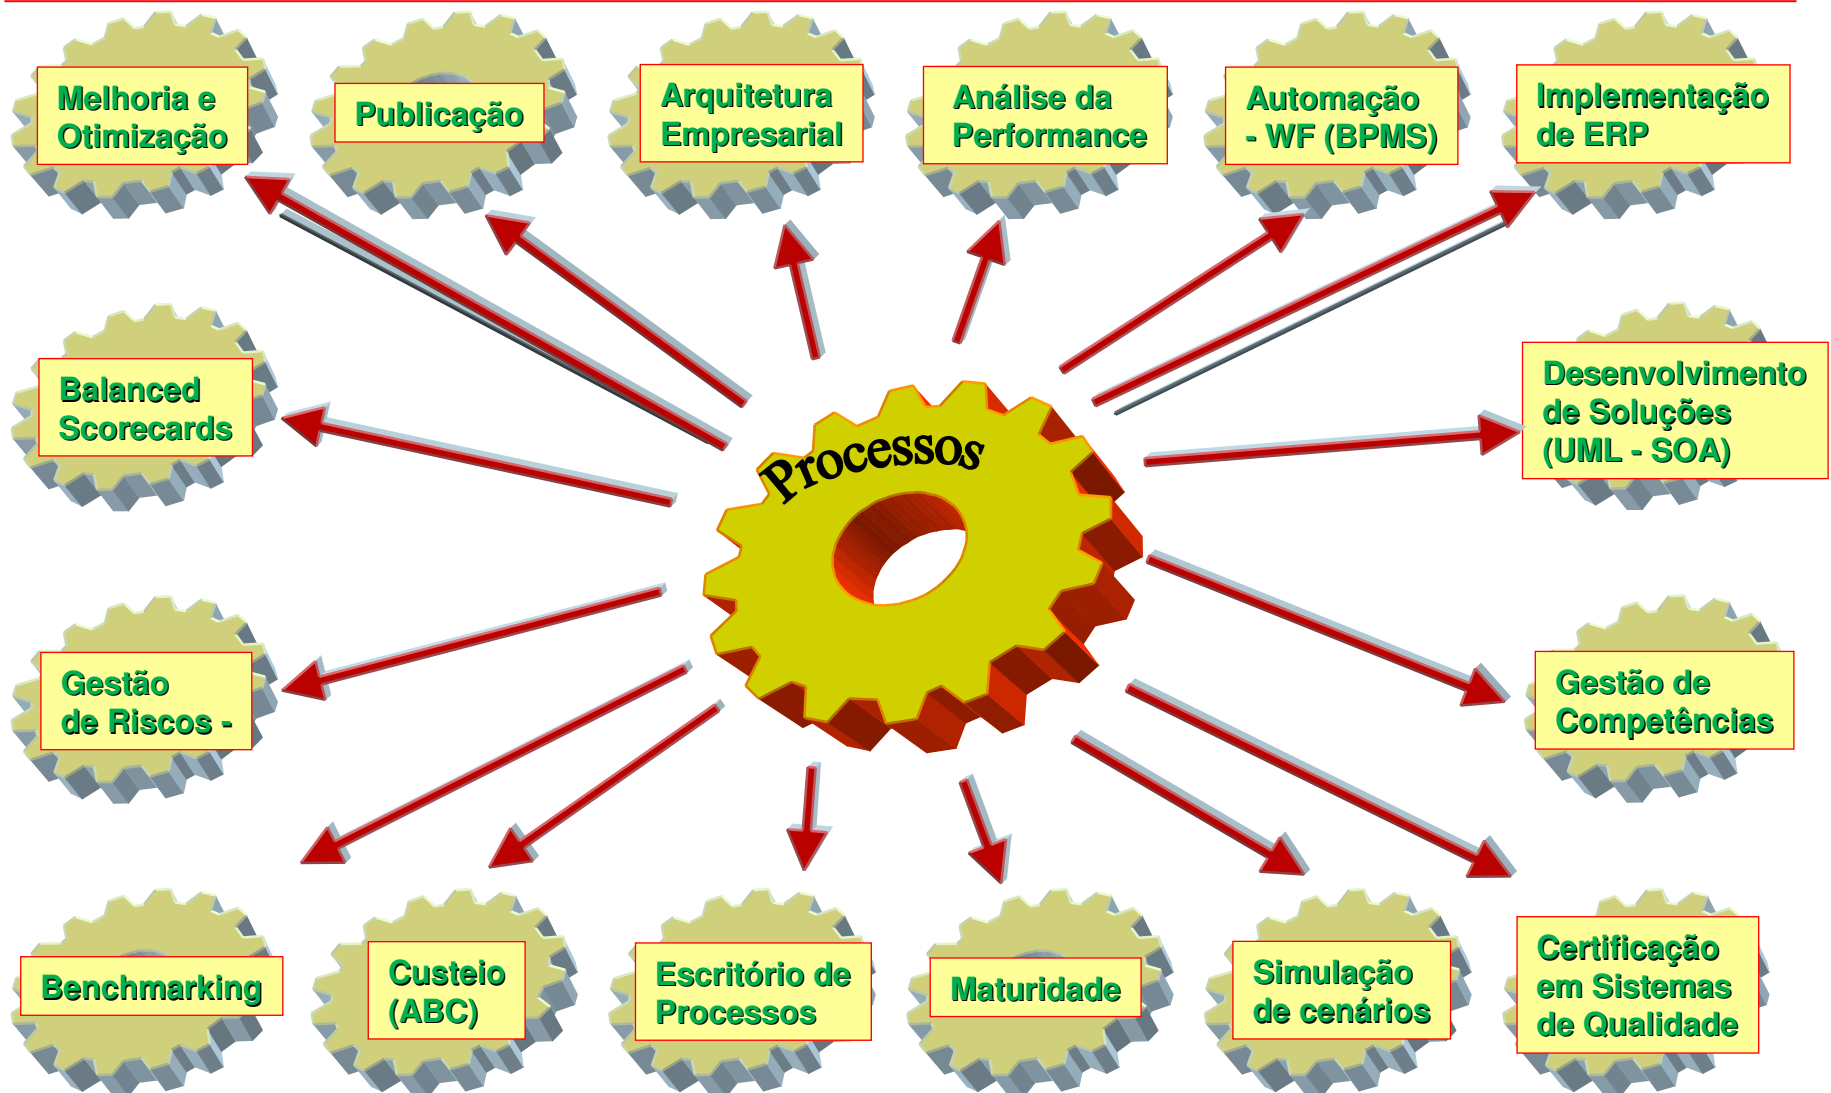 Melhoria e
Otimização
Publicação
Arquitetura
Empresarial
Análise da
Performance
Automação
- WF (BPMS)
Implementação
de ERP
Balanced
Scorecards
Processos
Desenvolvimento
de Soluções
(UML - SOA)
Gestão
de Riscos -
Gestão de
Competências
Benchmarking
Custeio
(ABC)
Escritório de
Processos
Maturidade
Simulação
de cenários
Certificação
em Sistemas
de Qualidade